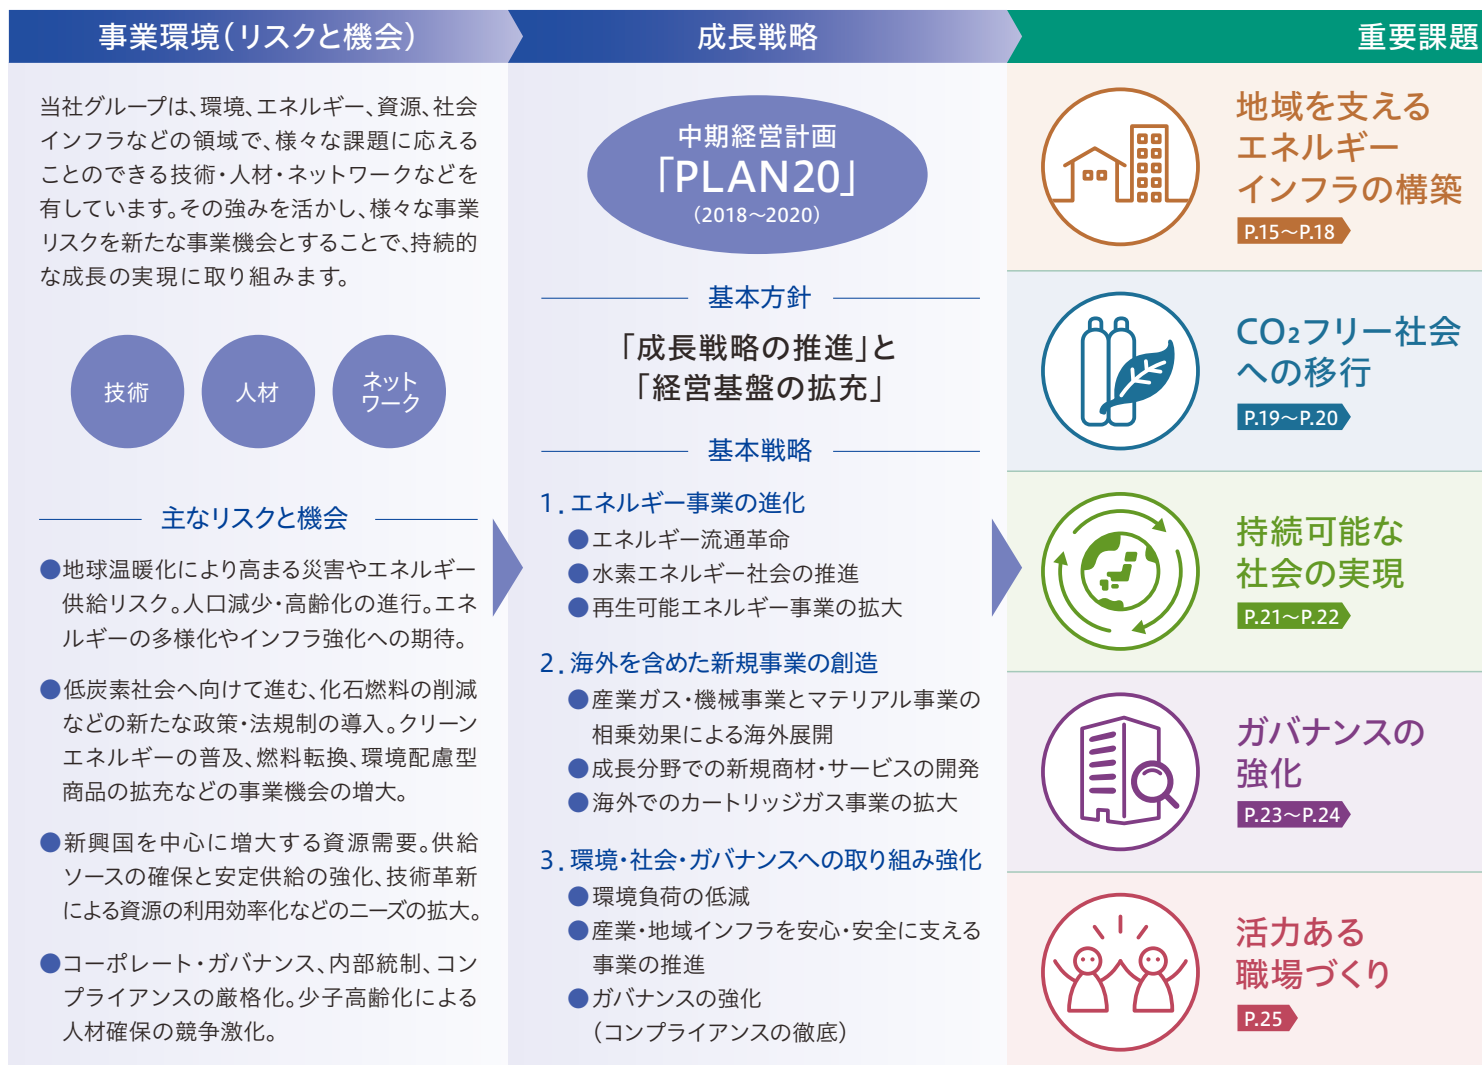 事業環境（リスクと機会）
当社グループは、環境、エネルギー、資源、社会
インフラなどの領域で、様々な課題に応える
ことのできる技術・人材・ネットワークなどを
有しています。その強みを活かし、様々な事業
リスクを新たな事業機会とすることで、持続的
な成長の実現に取り組みます。
技術
人材
ネット
ワーク
主なリスクと機会
●地球温暖化により高まる災害やエネルギー
供給リスク。人口減少・高齢化の進行。エネ
ルギーの多様化やインフラ強化への期待。
●低炭素社会へ向けて進む、化石燃料の削減
などの新たな政策・法規制の導入。クリーン
エネルギーの普及、燃料転換、環境配慮型
商品の拡充などの事業機会の増大。
●新興国を中心に増大する資源需要。供給
ソースの確保と安定供給の強化、技術革新
による資源の利用効率化などのニーズの拡大。
●コーポレート・ガバナンス、内部統制、コン
プライアンスの厳格化。少子高齢化による
人材確保の競争激化。
成長戦略
中期経営計画
「PLAN20」
（2018～2020）
基本方針
「成長戦略の推進」と
「経営基盤の拡充」
基本戦略
1．エネルギー事業の進化
●エネルギー流通革命
●水素エネルギー社会の推進
●再生可能エネルギー事業の拡大
2．海外を含めた新規事業の創造
●産業ガス・機械事業とマテリアル事業の
相乗効果による海外展開
●成長分野での新規商材・サービスの開発
●海外でのカートリッジガス事業の拡大
3．環境・社会・ガバナンスへの取り組み強化
●環境負荷の低減
●産業・地域インフラを安心・安全に支える
事業の推進
●ガバナンスの強化
（コンプライアンスの徹底）
重要課題
地域を支える
エネルギー
インフラの構築
P.15～P.18
CO₂フリー社会
への移行
P.19～P.20
持続可能な
社会の実現
P.21～P.22
ガバナンスの
強化
P.23～P.24
活力ある
職場づくり
P.25